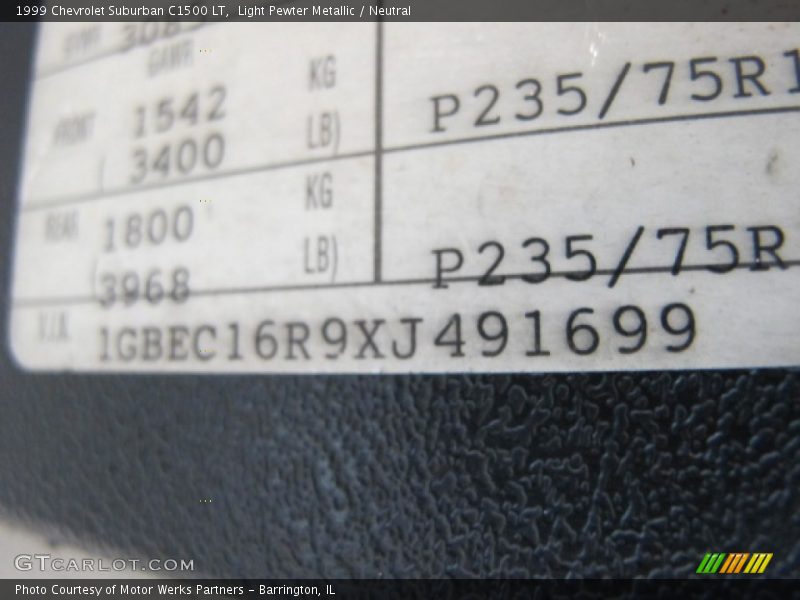 1999 Chevrolet Suburban C1500 LT, Light Pewter Metallic / Neutral
GAWR
FRONT 1542 KG P235/75R1
( 3400 LB)
REAR 1800 KG P235/75R
( 3968 LB)
V.I.N. 1GBEC16R9XJ491699
GTCARLOT.COM
Photo Courtesy of Motor Werks Partners – Barrington, IL